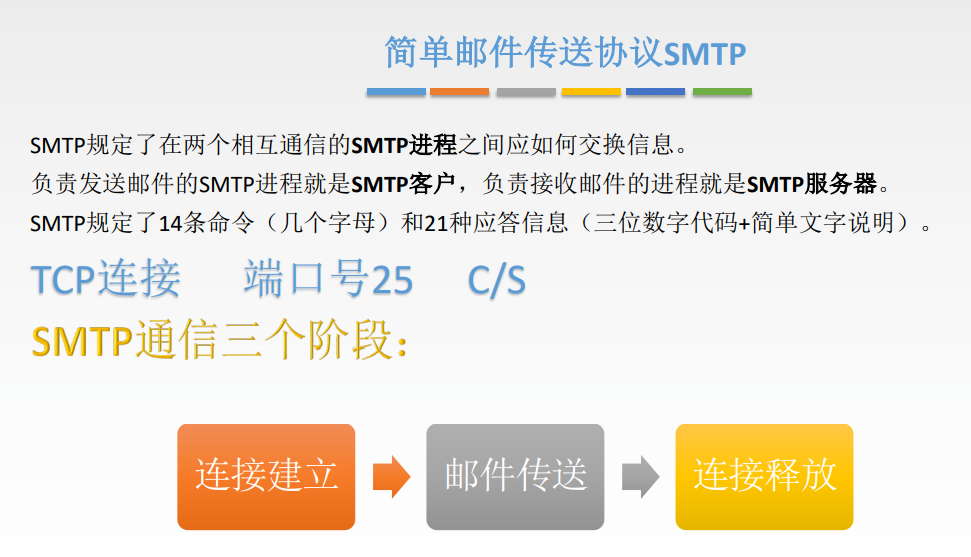 简单邮件传送协议SMTP
SMTP规定了在两个相互通信的SMTP进程之间应如何交换信息。
负责发送邮件的SMTP进程就是SMTP客户，负责接收邮件的进程就是SMTP服务器。
SMTP规定了14条命令（几个字母）和21种应答信息（三位数字代码+简单文字说明）。
TCP连接 端口号25 C/S
SMTP通信三个阶段：
连接建立 邮件传送 连接释放